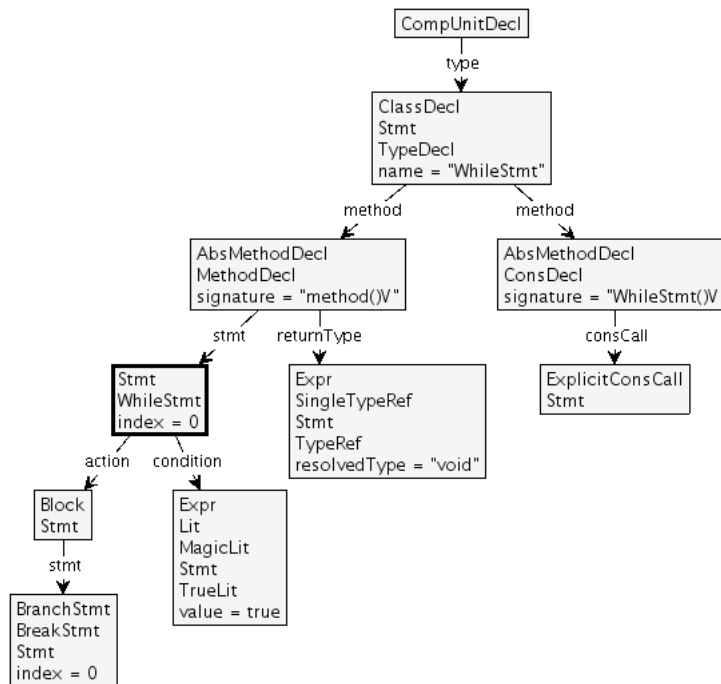 CompUnitDecl
type
ClassDecl
Stmt
TypeDecl
name = "WhileStmt"
method
method
AbsMethodDecl
MethodDecl
signature = "method()V"
AbsMethodDecl
ConsDecl
signature = "WhileStmt()V
stmt
returnType
consCall
Stmt
WhileStmt
index = 0
Expr
SingleTypeRef
Stmt
TypeRef
resolvedType = "void"
ExplicitConsCall
Stmt
action
condition
Block
Stmt
Expr
Lit
MagicLit
Stmt
TrueLit
value = true
stmt
BranchStmt
BreakStmt
Stmt
index = 0